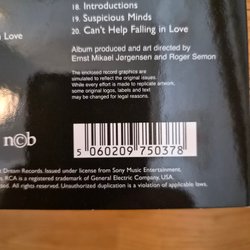 18. Introductions
19. Suspicious Minds
20. Can't Help Falling in Love
n Love
Album produced and art directed by
Ernst Mikael Jørgensen and Roger Semon
The enclosed record graphics are
simulated to reflect the original issues.
While every effort is made to replicate artwork,
some original logos, labels and texts
may be changed for legal reasons.
n©b
5 060209 750378
Dream Records. Issued under license from Sony Music Entertainment.
RCA is a registered trademark of General Electric Company, USA.
All rights reserved. Unauthorized duplication is a violation of applicable laws.